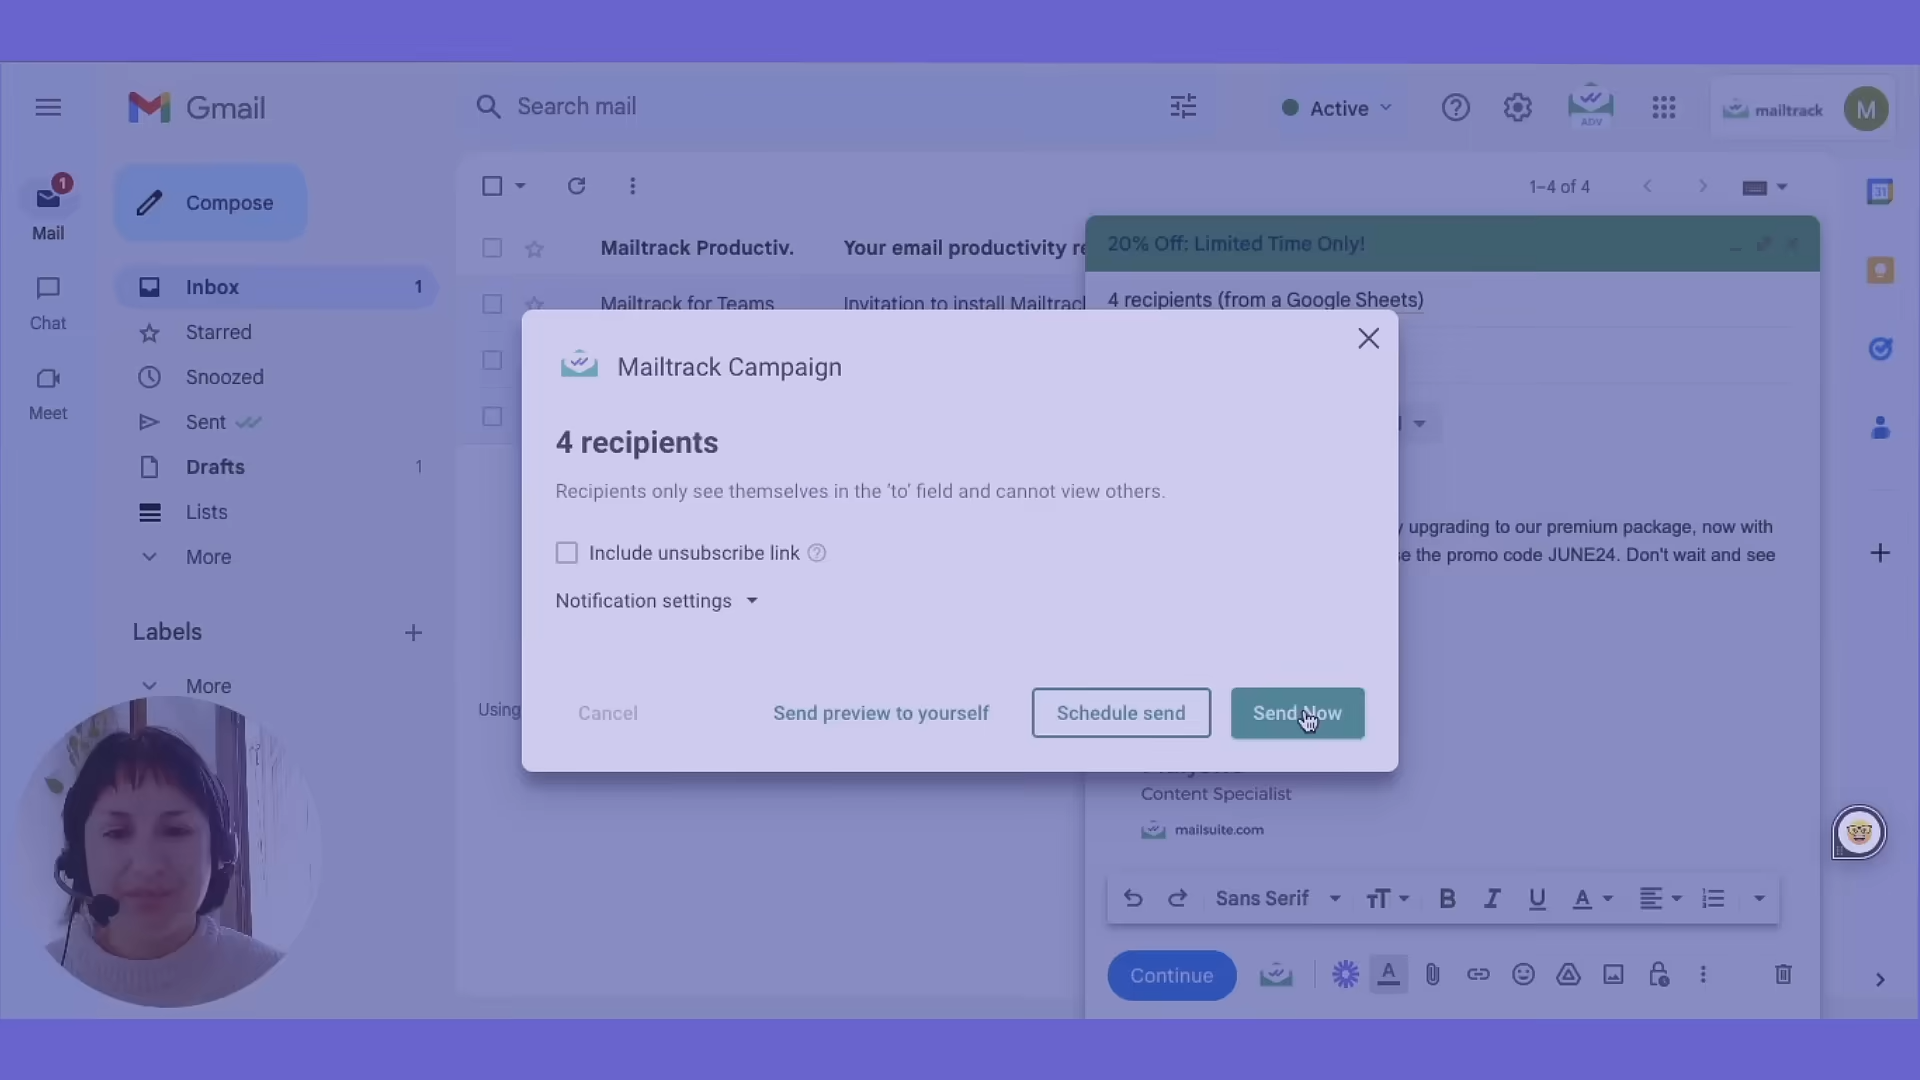 Gmail
Search mail
Active
ADV
mailtrack
M
1
Mail
Chat
Meet
Compose
Inbox 1
Starred
Snoozed
Sent
Drafts 1
Lists
More
Labels
More
1–4 of 4
Mailtrack Productiv. Your email productivity re
Mailtrack for Teams Invitation to install Mailtrack
Using
20% Off: Limited Time Only!
4 recipients (from a Google Sheets)
upgrading to our premium package, now with
the promo code JUNE24. Don't wait and see
Content Specialist
mailsuite.com
Sans Serif
Continue
31
Mailtrack Campaign
4 recipients
Recipients only see themselves in the 'to' field and cannot view others.
Include unsubscribe link
Notification settings
Cancel Send preview to yourself Schedule send Send Now